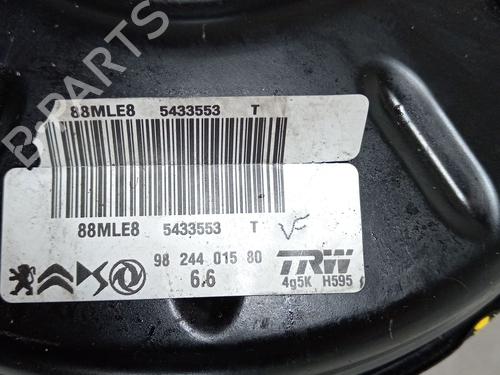 B-PARTS
88MLE8 5433553 T
88MLE8 5433553 T
VF
98 244 015 80
6.6
TRW
4g5K H595